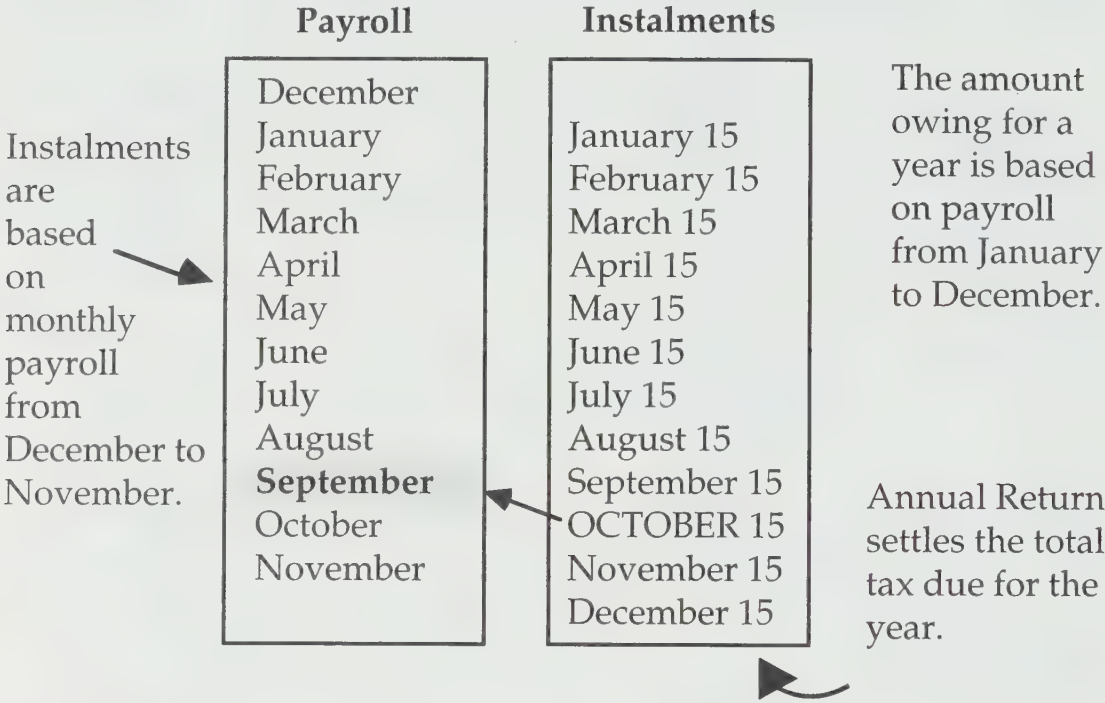 Payroll
Instalments
Instalments
are
based
on
monthly
payroll
from
December to
November.
December
January
February
March
April
May
June
July
August
September
October
November
January 15
February 15
March 15
April 15
May 15
June 15
July 15
August 15
September 15
OCTOBER 15
November 15
December 15
The amount
owing for a
year is based
on payroll
from January
to December.
Annual Return
settles the total
tax due for the
year.